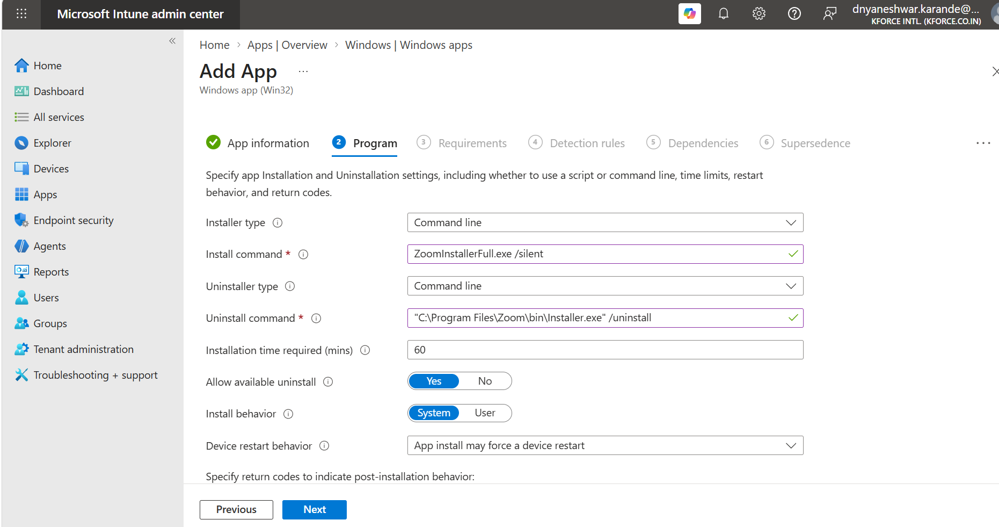 Microsoft Intune admin center
dnyaneshwar.karande@...
KFORCE INTL. (KFORCE.CO.IN)
«
Home
Dashboard
All services
Explorer
Devices
Apps
Endpoint security
Agents
Reports
Users
Groups
Tenant administration
Troubleshooting + support
Home > Apps | Overview > Windows | Windows apps
Add App ...
Windows app (Win32)
App information
2 Program
3 Requirements
4 Detection rules
5 Dependencies
6 Supersedence
...
Specify app Installation and Uninstallation settings, including whether to use a script or command line, time limits, restart
behavior, and return codes.
Installer type Command line
Install command * ZoomInstallerFull.exe /silent
Uninstaller type Command line
Uninstall command * "C:\Program Files\Zoom\bin\Installer.exe" /uninstall
Installation time required (mins) 60
Allow available uninstall Yes No
Install behavior System User
Device restart behavior App install may force a device restart
Specify return codes to indicate post-installation behavior:
Previous Next